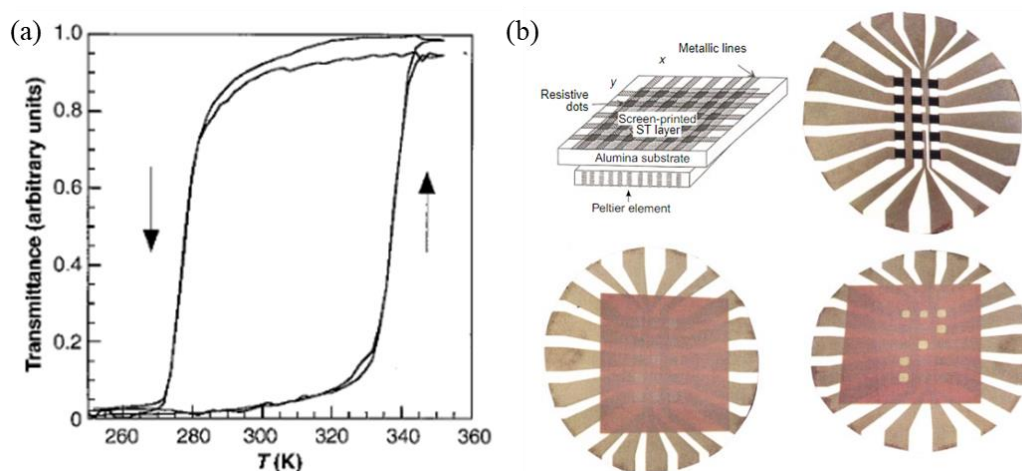 (a)
Transmittance (arbitrary units)
1.0
0.8
0.6
0.4
0.2
0
260 280 300 320 340 360
T (K)
(b)
Metallic lines
x
y
Resistive
dots
Screen-printed
ST layer
Alumina substrate
Peltier element